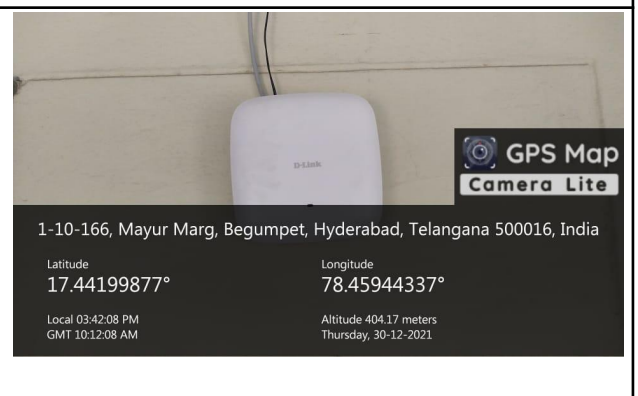 D-Link
GPS Map
Camera Lite
1-10-166, Mayur Marg, Begumpet, Hyderabad, Telangana 500016, India
Latitude
17.44199877°
Longitude
78.45944337°
Local 03:42:08 PM
GMT 10:12:08 AM
Altitude 404.17 meters
Thursday, 30-12-2021